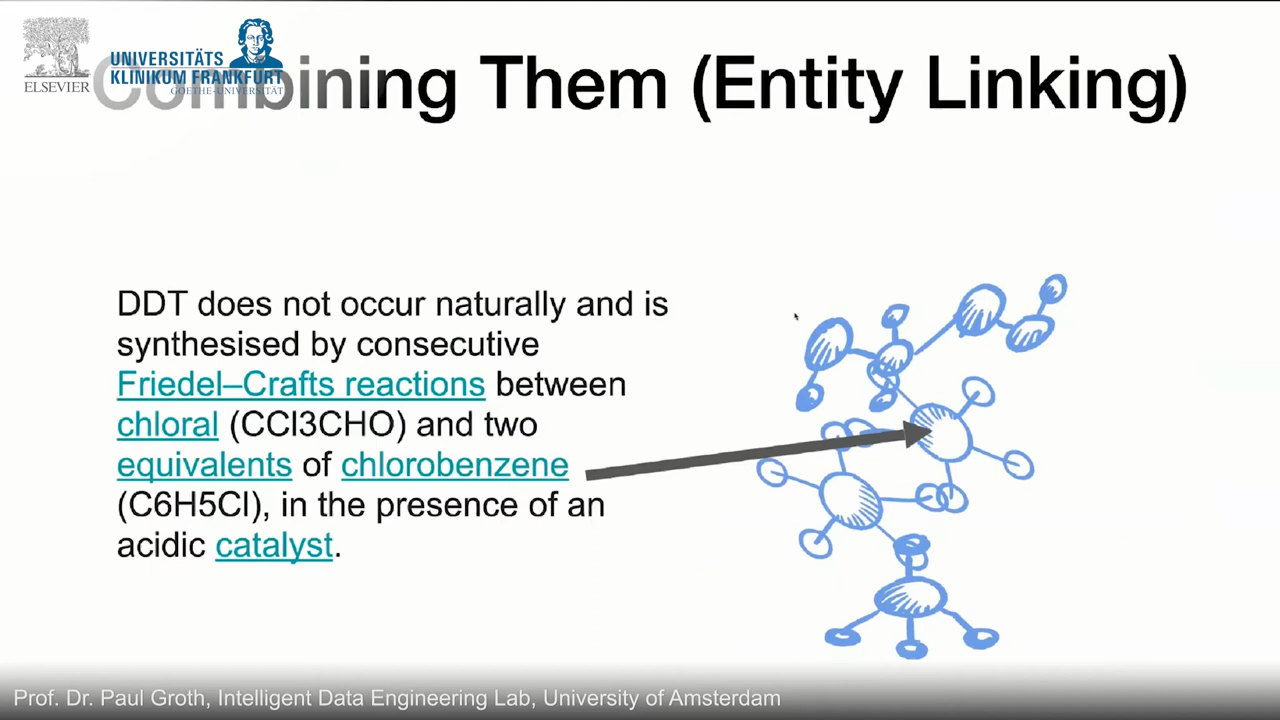 ELSEVIER
UNIVERSITÄTS
KLINIKUM FRANKFURT
GOETHE-UNIVERSITÄT
Combining Them (Entity Linking)
DDT does not occur naturally and is
synthesised by consecutive
Friedel–Crafts reactions between
chloral (CCl3CHO) and two
equivalents of chlorobenzene
(C6H5Cl), in the presence of an
acidic catalyst.
Prof. Dr. Paul Groth, Intelligent Data Engineering Lab, University of Amsterdam